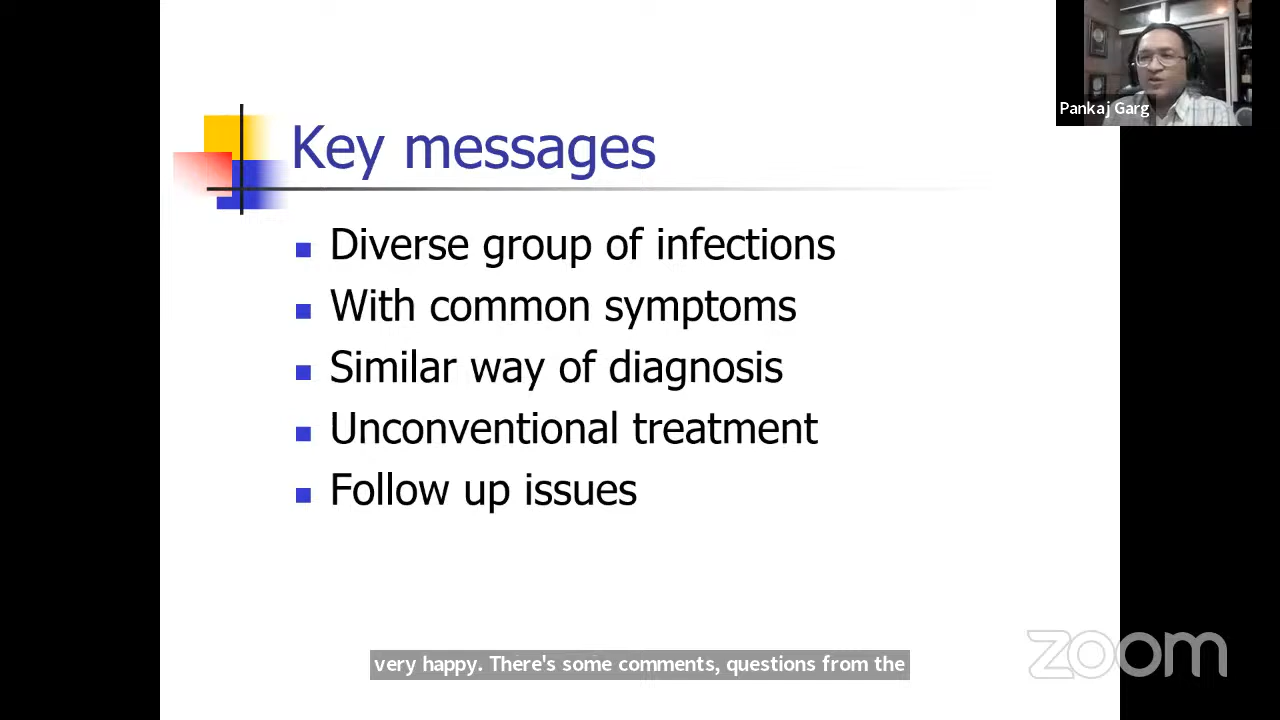 Pankaj Garg
Key messages
Diverse group of infections
With common symptoms
Similar way of diagnosis
Unconventional treatment
Follow up issues
very happy. There's some comments, questions from the
zoom